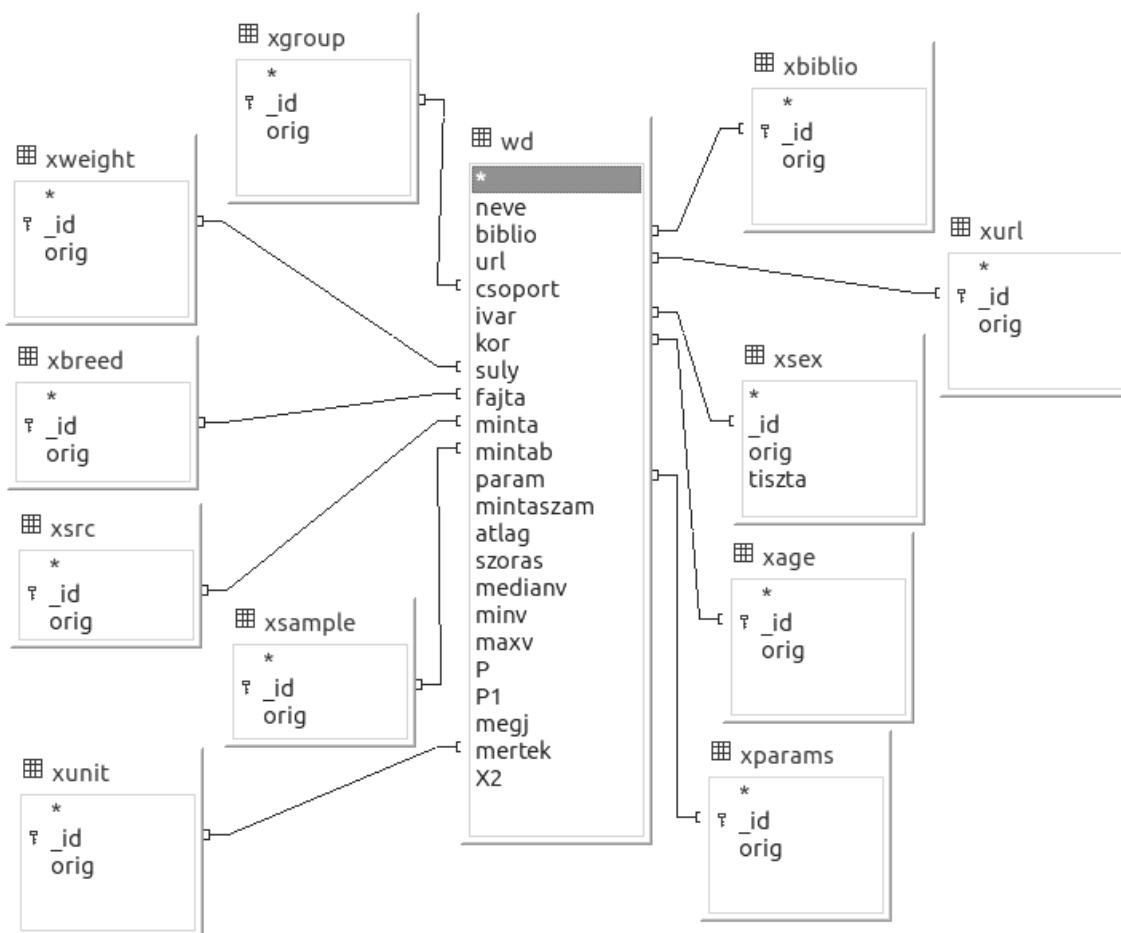 xgroup
*
_id
orig
xweight
*
_id
orig
xbreed
*
_id
orig
xsrc
*
_id
orig
xsample
*
_id
orig
xunit
*
_id
orig
wd
*
neve
biblio
url
csoport
ivar
kor
suly
fajta
minta
mintab
param
mintaszam
atlag
szoras
medianv
minv
maxv
P
P1
megj
mertek
X2
xbiblio
*
_id
orig
xurl
*
_id
orig
xsex
*
_id
orig
tiszta
xage
*
_id
orig
xparams
*
_id
orig